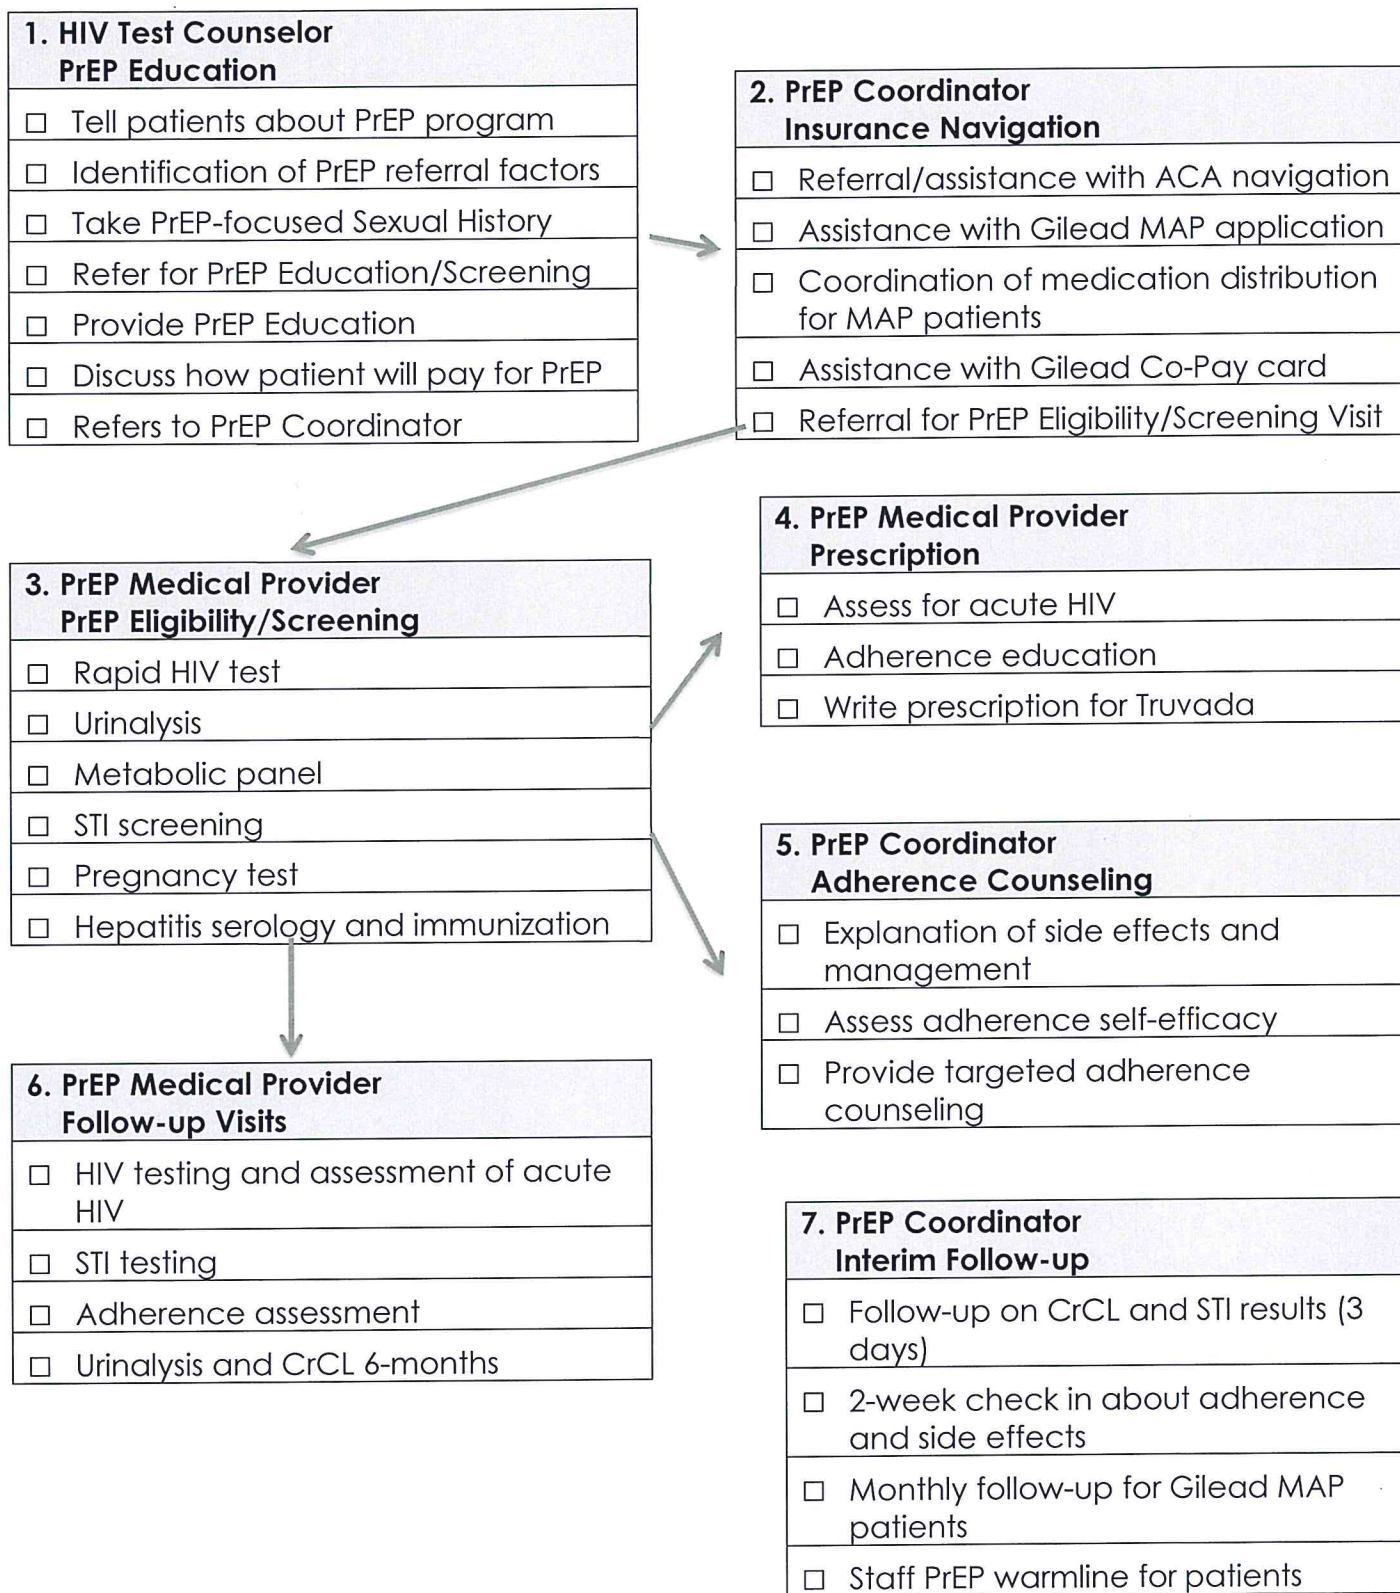 1. HIV Test Counselor
PrEP Education
☐ Tell patients about PrEP program
☐ Identification of PrEP referral factors
☐ Take PrEP-focused Sexual History
☐ Refer for PrEP Education/Screening
☐ Provide PrEP Education
☐ Discuss how patient will pay for PrEP
☐ Refers to PrEP Coordinator
2. PrEP Coordinator
Insurance Navigation
☐ Referral/assistance with ACA navigation
☐ Assistance with Gilead MAP application
☐ Coordination of medication distribution
for MAP patients
☐ Assistance with Gilead Co-Pay card
☐ Referral for PrEP Eligibility/Screening Visit
3. PrEP Medical Provider
PrEP Eligibility/Screening
☐ Rapid HIV test
☐ Urinalysis
☐ Metabolic panel
☐ STI screening
☐ Pregnancy test
☐ Hepatitis serology and immunization
4. PrEP Medical Provider
Prescription
☐ Assess for acute HIV
☐ Adherence education
☐ Write prescription for Truvada
5. PrEP Coordinator
Adherence Counseling
☐ Explanation of side effects and
management
☐ Assess adherence self-efficacy
☐ Provide targeted adherence
counseling
6. PrEP Medical Provider
Follow-up Visits
☐ HIV testing and assessment of acute
HIV
☐ STI testing
☐ Adherence assessment
☐ Urinalysis and CrCL 6-months
7. PrEP Coordinator
Interim Follow-up
☐ Follow-up on CrCL and STI results (3
days)
☐ 2-week check in about adherence
and side effects
☐ Monthly follow-up for Gilead MAP
patients
☐ Staff PrEP warmline for patients